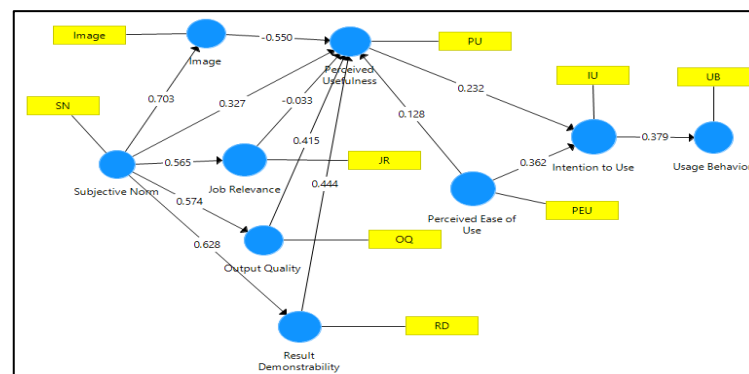 Image
-0.550
PU
Image
Perceived
Usefulness
IU
UB
SN
0.703
0.327
0.232
-0.033
0.128
0.415
0.379
0.565
JR
0.362
Intention to Use
Usage Behavior
Subjective Norm
Job Relevance
0.444
0.574
Perceived Ease of
Use
PEU
0.628
OQ
Output Quality
RD
Result
Demonstrability